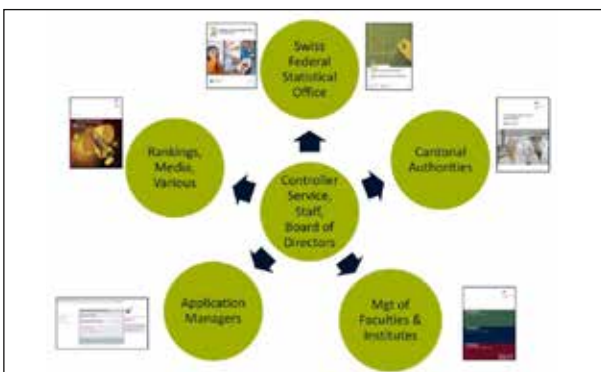 Swiss
Federal
Statistical
Office
Rankings,
Media,
Various
Cantonal
Authorities
Controller
Service,
Staff,
Board of
Directors
Application
Managers
Mgt of
Faculties &
Institutes